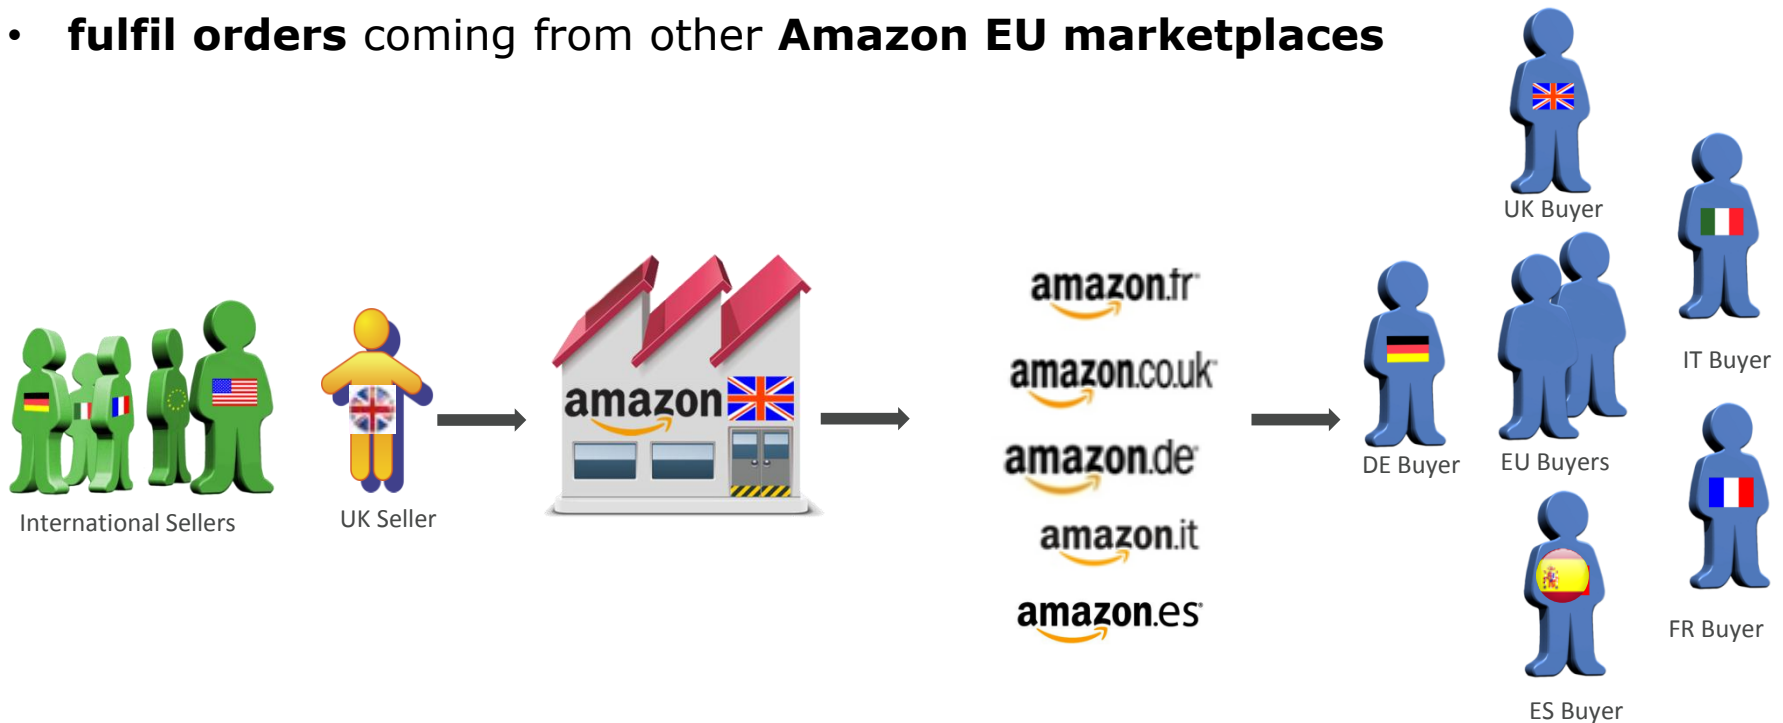 • fulfil orders coming from other Amazon EU marketplaces
UK Buyer
IT Buyer
International Sellers
UK Seller
amazon
amazon.fr
amazon.co.uk
amazon.de
amazon.it
amazon.es
DE Buyer
EU Buyers
FR Buyer
ES Buyer